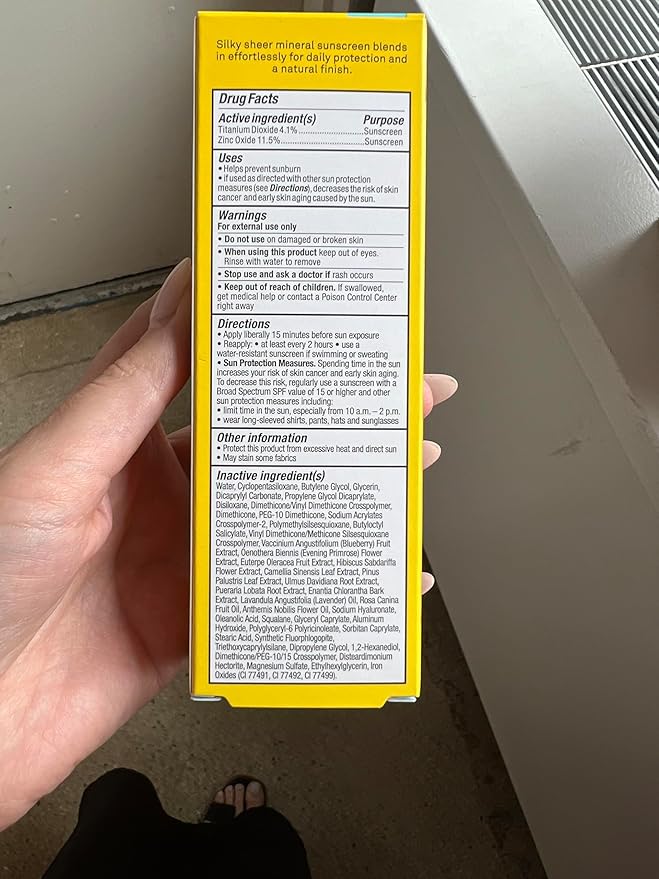 Silky sheer mineral sunscreen blends
in effortlessly for daily protection and
a natural finish.
Drug Facts
Active ingredient(s) Purpose
Titanium Dioxide 4.1%............................Sunscreen
Zinc Oxide 11.5%....................................Sunscreen
Uses
• Helps prevent sunburn
• if used as directed with other sun protection
measures (see Directions), decreases the risk of skin
cancer and early skin aging caused by the sun.
Warnings
For external use only
• Do not use on damaged or broken skin
• When using this product keep out of eyes.
Rinse with water to remove
• Stop use and ask a doctor if rash occurs
• Keep out of reach of children. If swallowed,
get medical help or contact a Poison Control Center
right away
Directions
• Apply liberally 15 minutes before sun exposure
• Reapply: • at least every 2 hours • use a
water-resistant sunscreen if swimming or sweating
• Sun Protection Measures. Spending time in the sun
increases your risk of skin cancer and early skin aging.
To decrease this risk, regularly use a sunscreen with a
Broad Spectrum SPF value of 15 or higher and other
sun protection measures including:
• limit time in the sun, especially from 10 a.m. – 2 p.m.
• wear long-sleeved shirts, pants, hats and sunglasses
Other information
• Protect this product from excessive heat and direct sun
• May stain some fabrics
Inactive ingredient(s)
Water, Cyclopentasiloxane, Butylene Glycol, Glycerin,
Dicaprylyl Carbonate, Propylene Glycol Dicaprylate,
Disiloxane, Dimethicone/Vinyl Dimethicone Crosspolymer,
Dimethicone, PEG-10 Dimethicone, Sodium Acrylates
Crosspolymer-2, Polymethylsilsesquioxane, Butyloctyl
Salicylate, Vinyl Dimethicone/Methicone Silsesquioxane
Crosspolymer, Vaccinium Angustifolium (Blueberry) Fruit
Extract, Oenothera Biennis (Evening Primrose) Flower
Extract, Euterpe Oleracea Fruit Extract, Hibiscus Sabdariffa
Flower Extract, Camellia Sinensis Leaf Extract, Pinus
Palustris Leaf Extract, Ulmus Davidiana Root Extract,
Pueraria Lobata Root Extract, Enantia Chlorantha Bark
Extract, Lavandula Angustifolia (Lavender) Oil, Rosa Canina
Fruit Oil, Anthemis Nobilis Flower Oil, Sodium Hyaluronate,
Oleanolic Acid, Squalane, Glyceryl Caprylate, Aluminum
Hydroxide, Polyglyceryl-6 Polyricinoleate, Sorbitan Caprylate,
Stearic Acid, Synthetic Fluorphlogopite,
Triethoxycaprylylsilane, Dipropylene Glycol, 1,2-Hexanediol,
Dimethicone/PEG-10/15 Crosspolymer, Disteardimonium
Hectorite, Magnesium Sulfate, Ethylhexylglycerin, Iron
Oxides (CI 77491, CI 77492, CI 77499).